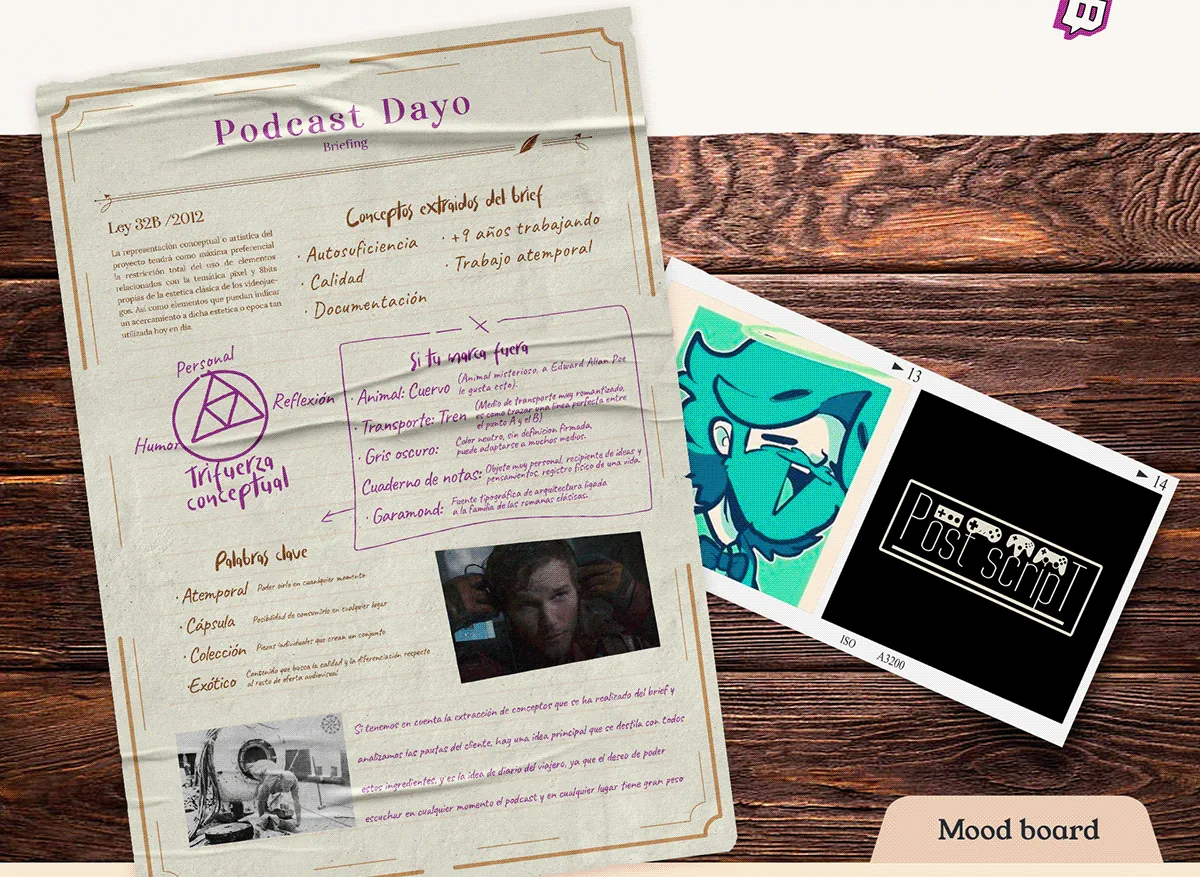 Podcast Dayo
Briefing
Ley 32B /2012
La representación conceptual o artística del
proyecto tendrá como máxima preferencial
la restricción total del uso de elementos
relacionados con la temática pixel y 8bits
propias de la estetica clásica de los videojue-
gos. Así como elementos que puedan indicar
un acercamiento a dicha estetica o epoca tan
utilizada hoy en día.
Conceptos extraidos del brief
· Autosuficiencia
· Calidad
· Documentación
· +9 años trabajando
· Trabajo atemporal
Personal
Reflexión
Humor
Trifuerza
conceptual
Si tu marca fuera
· Animal: Cuervo (Animal misterioso, a Edward Allan Poe
le gusta esto).
· Transporte: Tren (Medio de transporte muy romantizado,
es como trazar una línea perfecta entre
el punto A y el B)
· Gris oscuro: Color neutro, sin definicion firmada,
puede adaptarse a muchos medios.
Cuaderno de notas: Objeto muy personal, recipiente de ideas y
pensamientos, registro físico de una vida.
· Garamond: Fuente tipográfica de arquitectura ligada
a la familia de las romanas clásicas.
Palabras clave
· Atemporal Poder oirlo en cualquier momento
· Cápsula Pocibilidad de consumirlo en cualquier lugar
· Colección Piezas individuales que crean un conjunto
· Exótico Contenido que busca la calidad y la diferenciación respecto
al resto de oferta audiovisual
Si tenemos en cuenta la extracción de conceptos que se ha realizado del brief y
analizamos las pautas del cliente, hay una idea principal que se destila con todos
estos ingredientes, y es la idea de diario del viajero, ya que el deseo de poder
escuchar en cualquier momento el podcast y en cualquier lugar tiene gran peso
13
14
Post script
ISO A3200
Mood board